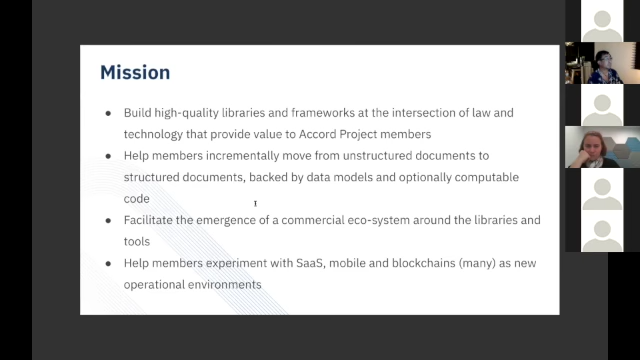 Mission
● Build high-quality libraries and frameworks at the intersection of law and
technology that provide value to Accord Project members
● Help members incrementally move from unstructured documents to
structured documents, backed by data models and optionally computable
code
● Facilitate the emergence of a commercial eco-system around the libraries and
tools
● Help members experiment with SaaS, mobile and blockchains (many) as new
operational environments